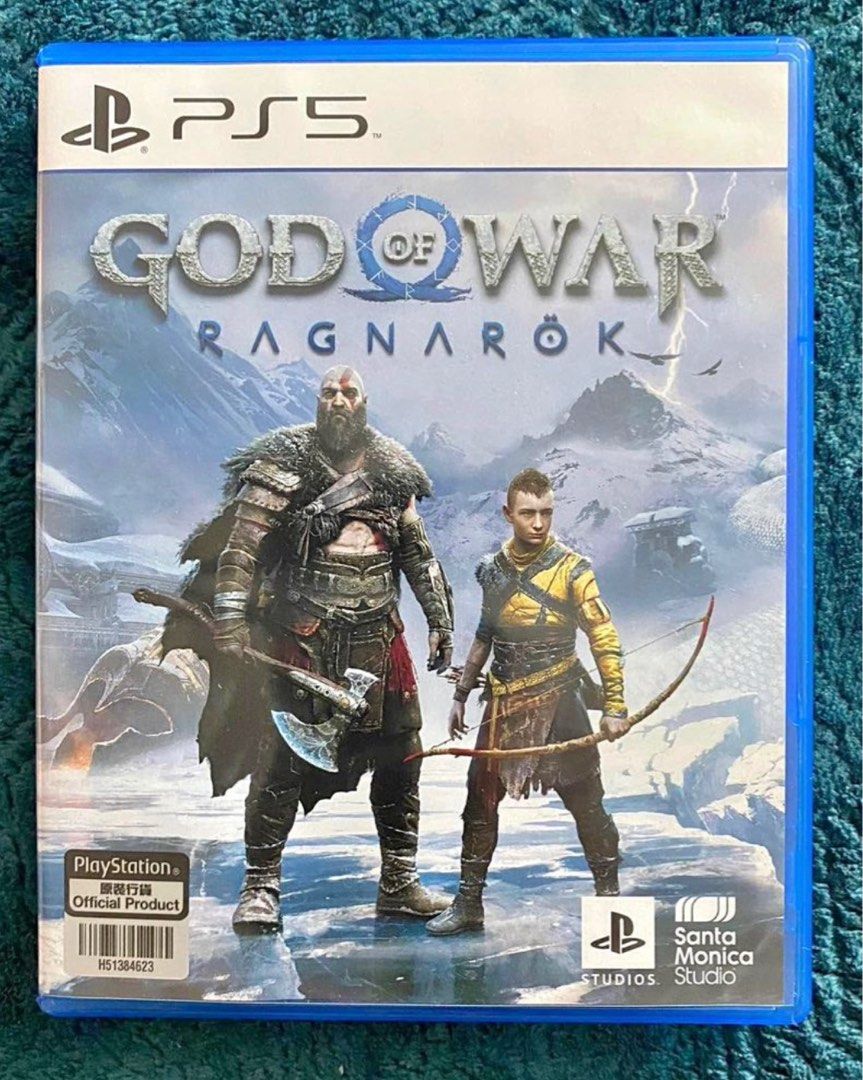 PS5
GOD OF WAR
RAGNARÖK
PlayStation®
原裝行貨
Official Product
H51384623
STUDIOS
Santa
Monica
Studio